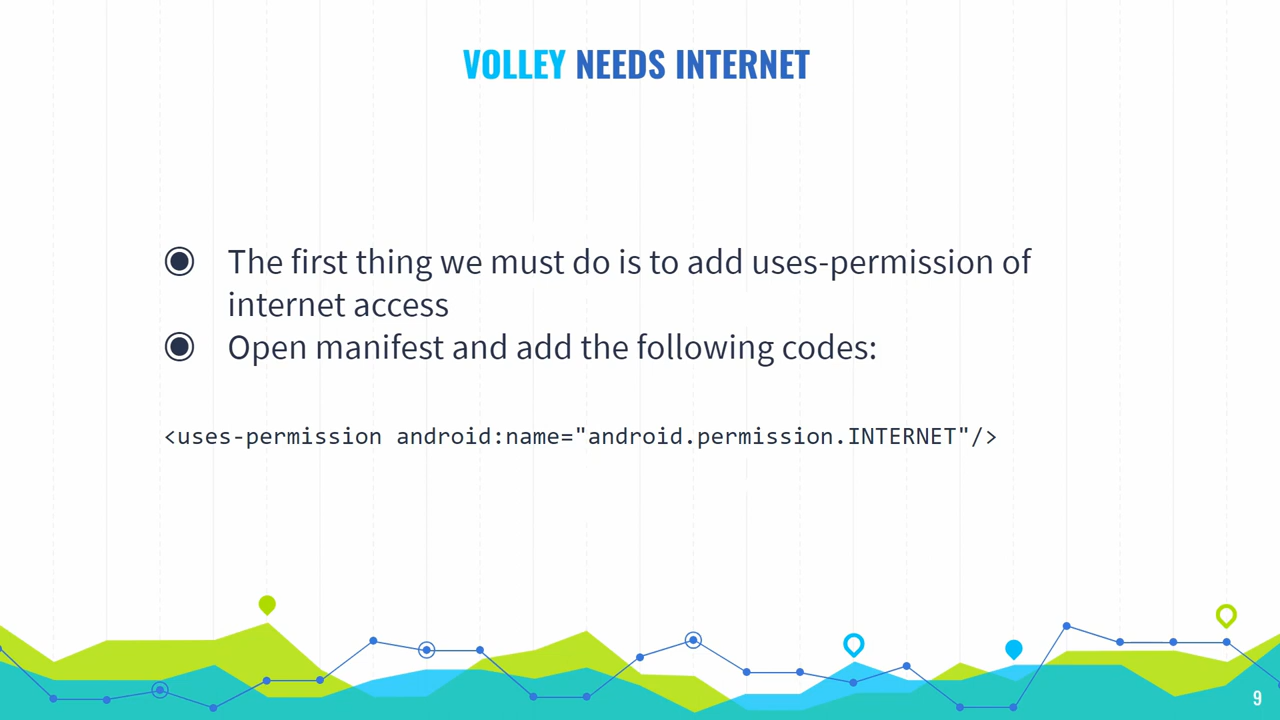 VOLLEY NEEDS INTERNET
The first thing we must do is to add uses-permission of
internet access
Open manifest and add the following codes:
<uses-permission android:name="android.permission.INTERNET"/>
9